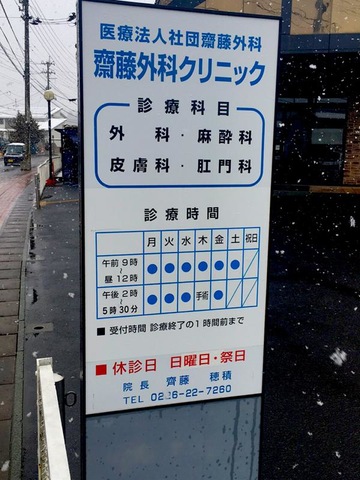 医療法人社団齋藤外科
齋藤外科クリニック
診療科目
外科・麻酔科
皮膚科・肛門科
診療時間
月 火 水 木 金 土 祝日
午前9時～昼12時 ● ● ● ● ● ●
午後2時～5時30分 ● ● ● 手術 ●
■ 受付時間 診療終了の1時間前まで
■ 休診日 日曜日・祭日
院長 齊藤 穂積
TEL